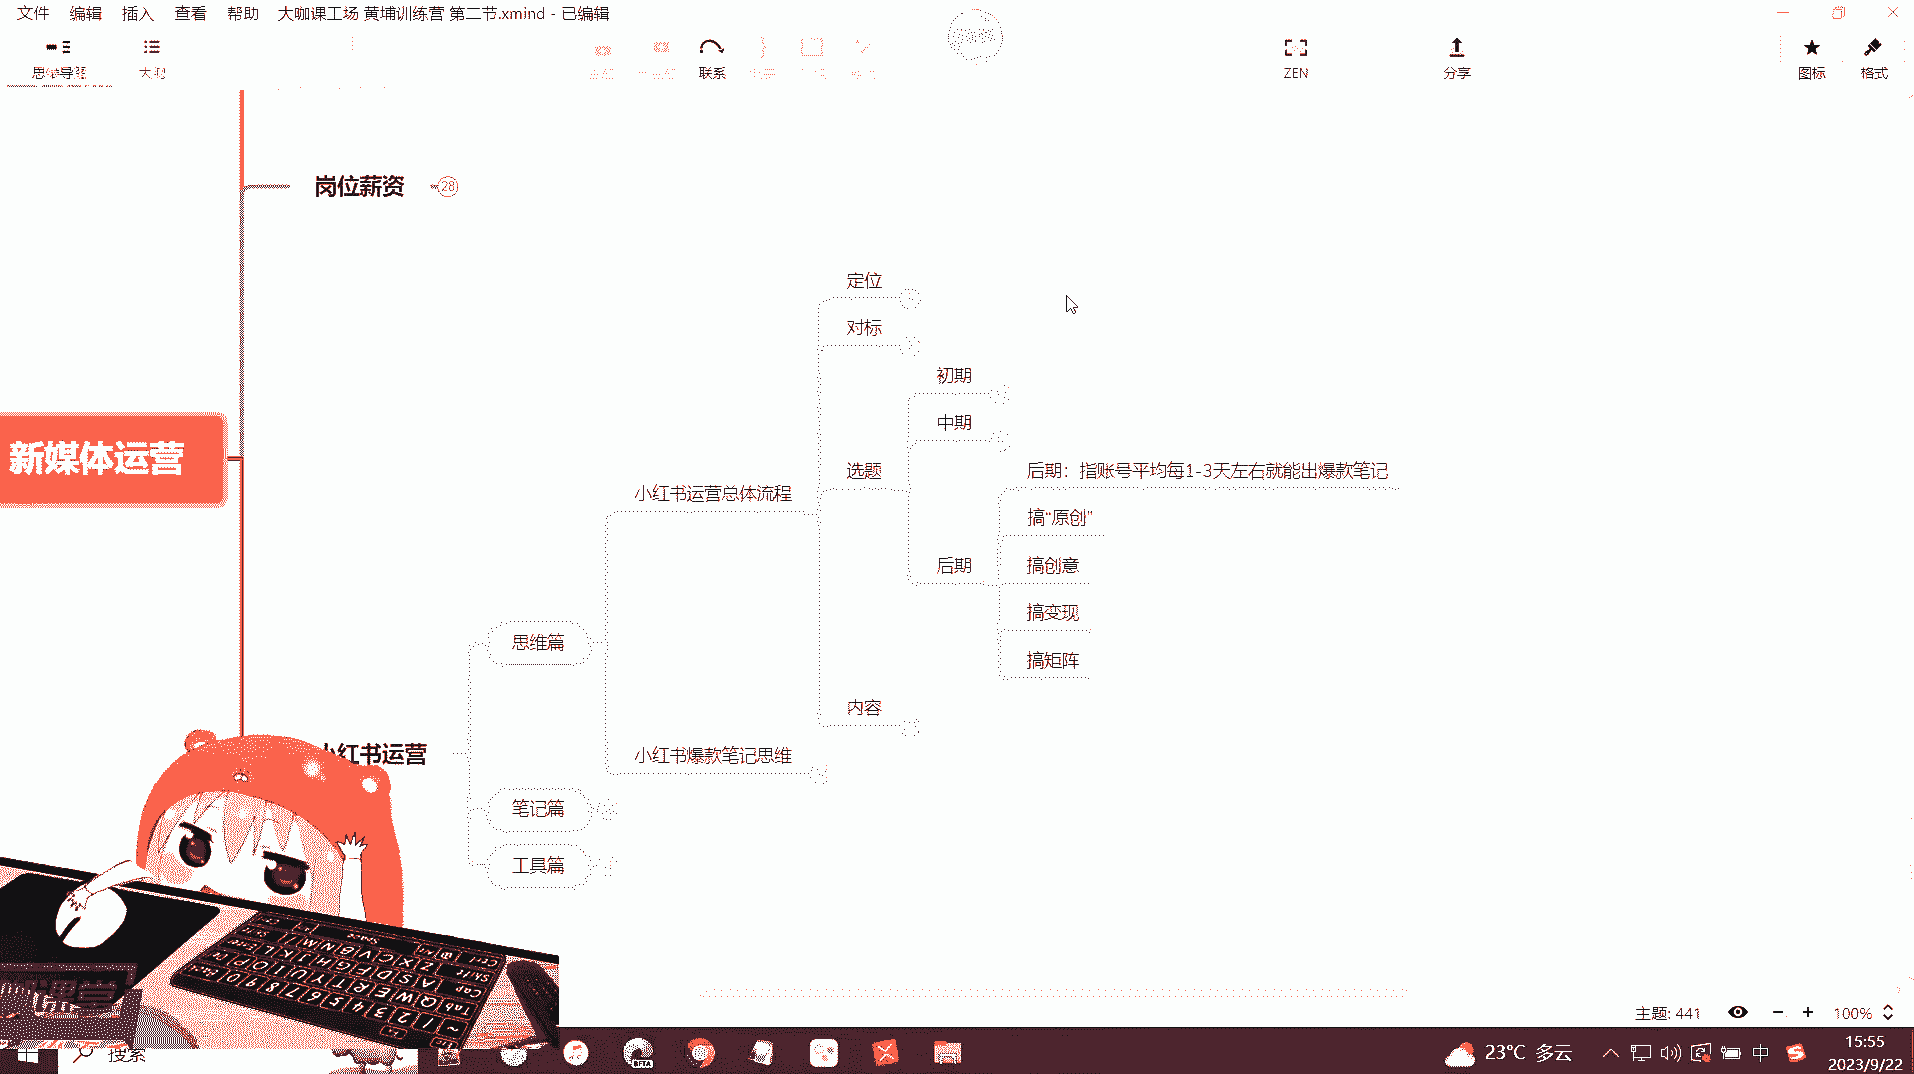 文件 编辑 插入 查看 帮助 大咖课工场 黄埔训练营 第二节.xmind - 已编辑
思维导图 大纲 联系 ZEN 分享 图标 格式
岗位薪资 28
定位
对标
初期
中期
新媒体运营
选题
后期：指账号平均每1-3天左右就能出爆款笔记
小红书运营总体流程
搞“原创”
后期
搞创意
搞变现
思维篇
搞矩阵
内容
小红书运营
小红书爆款笔记思维
笔记篇
工具篇
主题: 441 100%
搜索
23°C 多云 中
15:55
2023/9/22